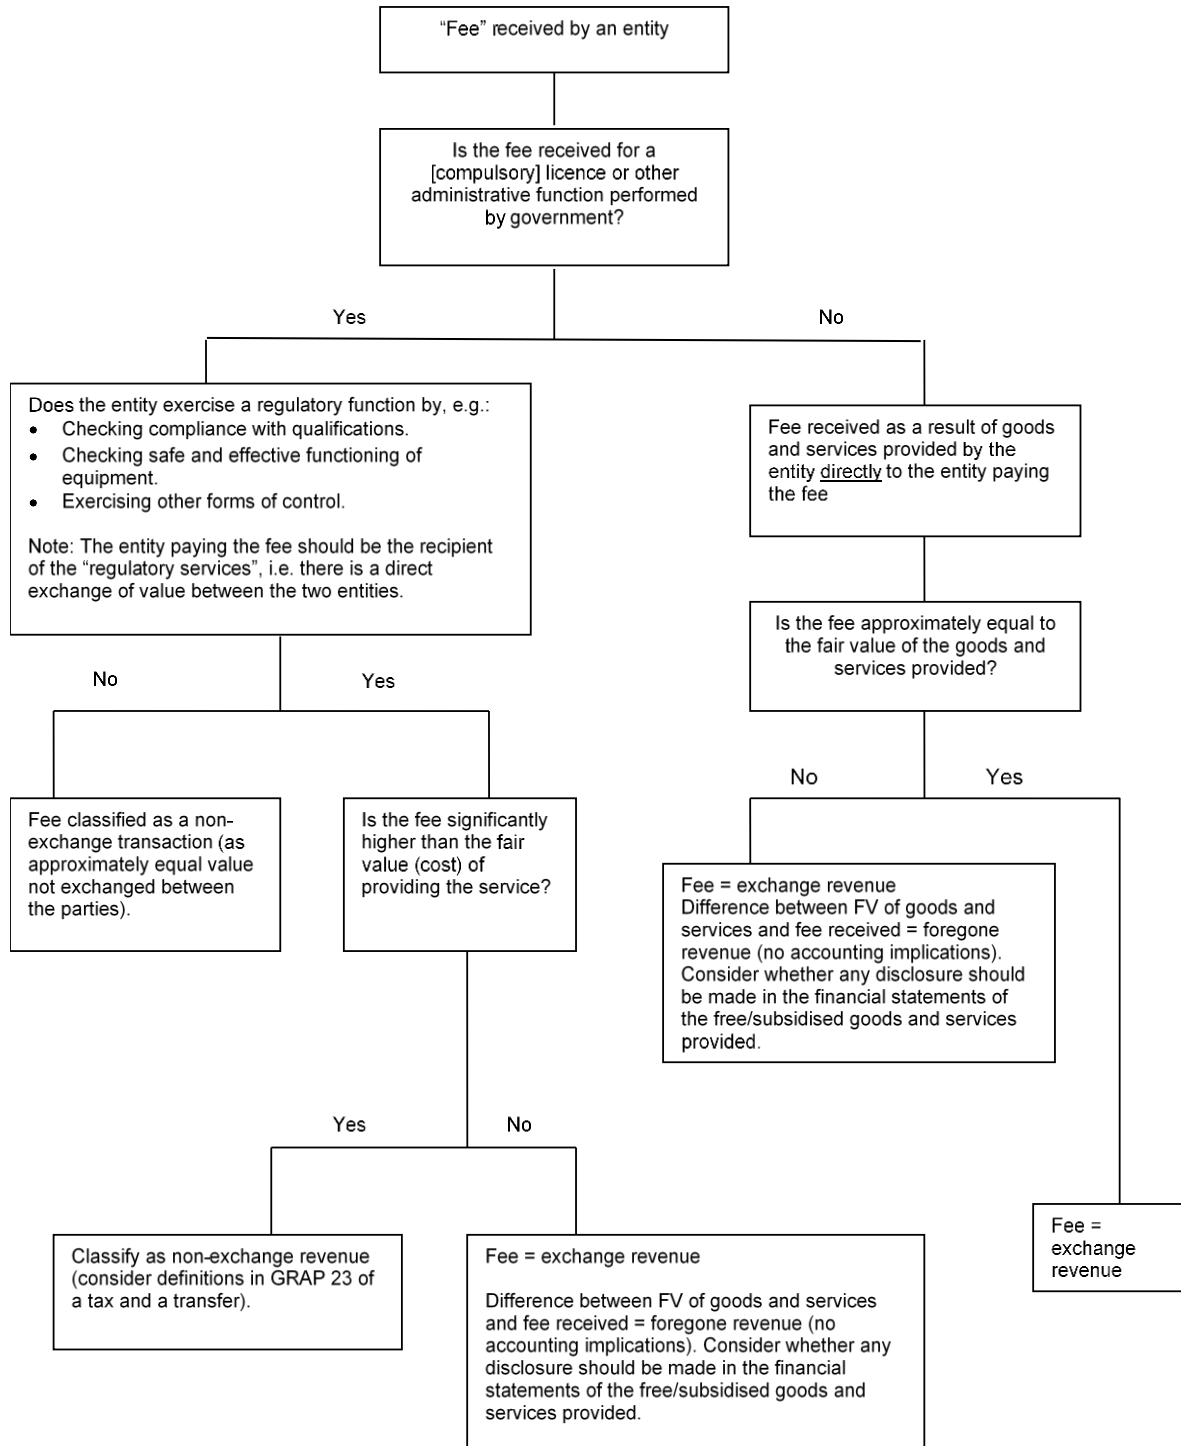 “Fee” received by an entity
Is the fee received for a
[compulsory] licence or other
administrative function performed
by government?
Yes
No
Does the entity exercise a regulatory function by, e.g.:
• Checking compliance with qualifications.
• Checking safe and effective functioning of
equipment.
• Exercising other forms of control.
Note: The entity paying the fee should be the recipient
of the “regulatory services”, i.e. there is a direct
exchange of value between the two entities.
Fee received as a result of goods
and services provided by the
entity directly to the entity paying
the fee
Is the fee approximately equal to
the fair value of the goods and
services provided?
No
Yes
No
Yes
Fee classified as a non-
exchange transaction (as
approximately equal value
not exchanged between
the parties).
Is the fee significantly
higher than the fair
value (cost) of
providing the service?
Fee = exchange revenue
Difference between FV of goods and
services and fee received = foregone
revenue (no accounting implications).
Consider whether any disclosure should
be made in the financial statements of
the free/subsidised goods and services
provided.
Yes
No
Classify as non-exchange revenue
(consider definitions in GRAP 23 of
a tax and a transfer).
Fee = exchange revenue
Difference between FV of goods and services
and fee received = foregone revenue (no
accounting implications). Consider whether any
disclosure should be made in the financial
statements of the free/subsidised goods and
services provided.
Fee =
exchange
revenue